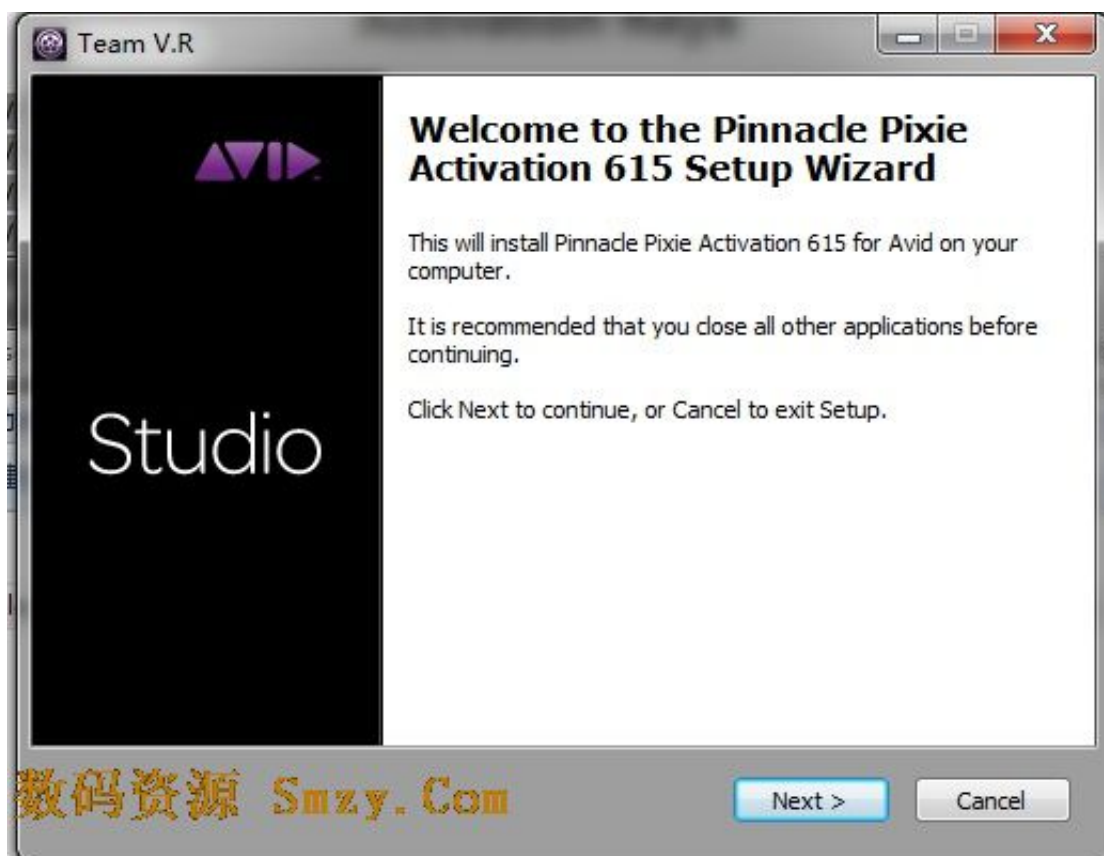 Team V.R
AVID
Welcome to the Pinnacle Pixie
Activation 615 Setup Wizard
This will install Pinnacle Pixie Activation 615 for Avid on your
computer.
It is recommended that you close all other applications before
continuing.
Click Next to continue, or Cancel to exit Setup.
Studio
数码资源 Smzy.Com
Next >
Cancel